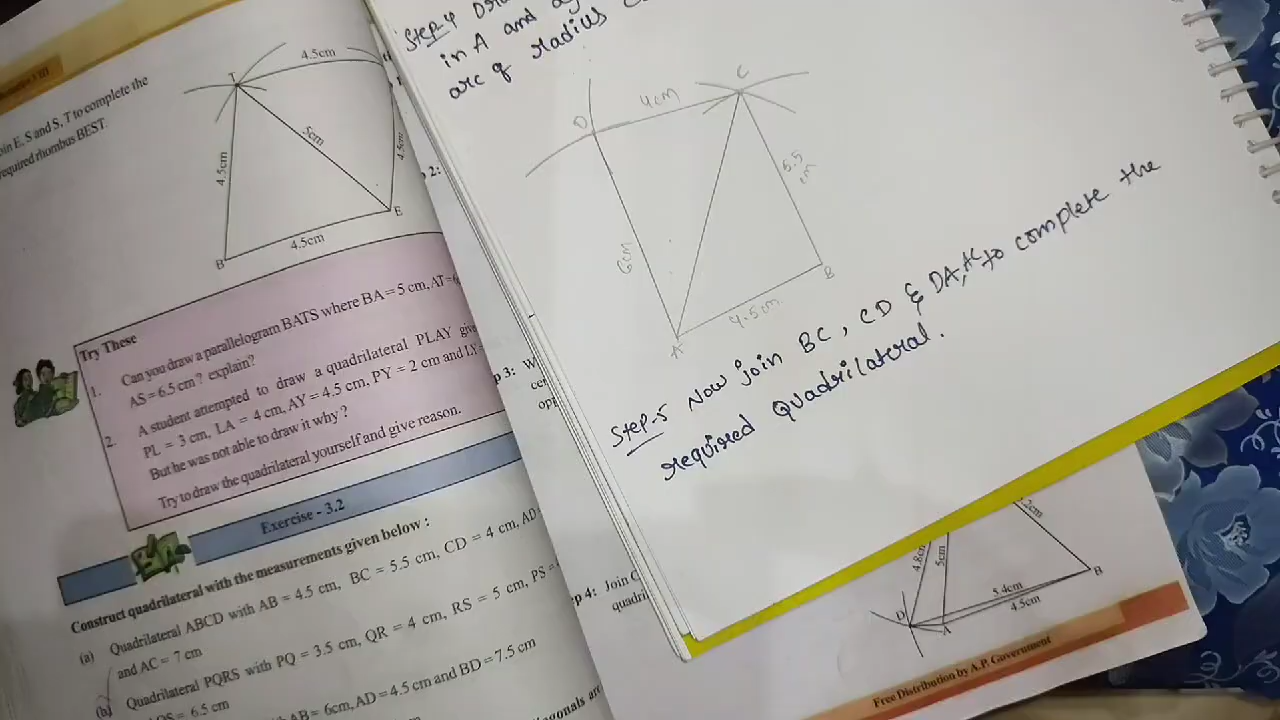 to complete the
required rhombus BEST.
T
4.5cm
4.5cm
5cm
4.5cm
E
B
4.5cm
Try These
1. Can you draw a parallelogram BATS where BA = 5 cm, AT =
AS = 6.5 cm? explain?
2. A student attempted to draw a quadrilateral PLAY
PL = 3 cm, LA = 4 cm, AY = 4.5 cm, PY = 2 cm and
But he was not able to draw it why?
Try to draw the quadrilateral yourself and give reason.
Exercise - 3.2
Construct quadrilateral with the measurements given below :
(a) Quadrilateral ABCD with AB = 4.5 cm, BC = 5.5 cm, CD = 4 cm, AD
and AC = 7 cm
(b) Quadrilateral PQRS with PQ = 3.5 cm, QR = 4 cm, RS = 5 cm, PS =
= 6.5 cm
= 6cm, AD = 4.5 cm and BD = 7.5 cm
Step-4
in A and
arc of radius
D
4cm
C
6cm
5.5
cm
A
4.5cm
B
Step-5 Now join BC, CD & DA, AC to complete the
required Quadrilateral.
2:
3:
4: Join
4.8cm
5cm
5.4cm
4.5cm
D
A
B
Free Distribution by A.P. Government